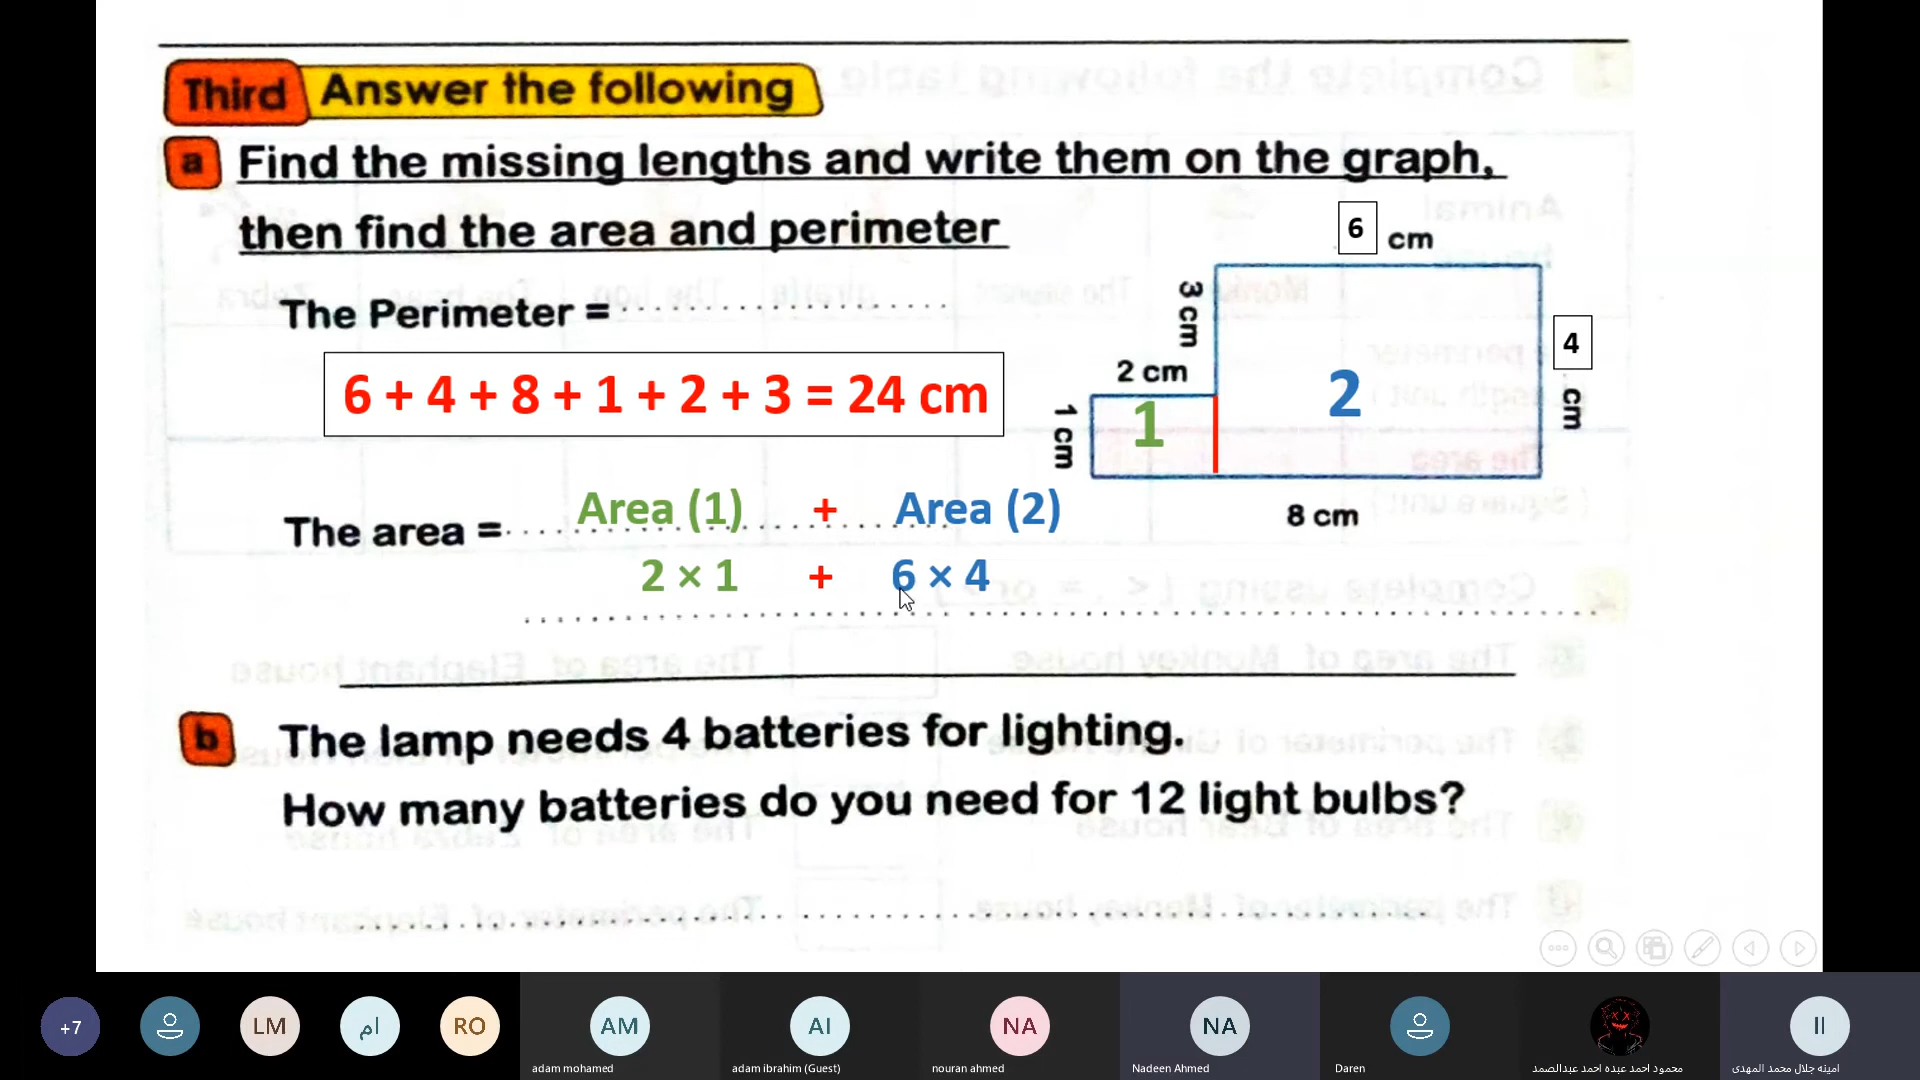 Third Answer the following
a Find the missing lengths and write them on the graph,
then find the area and perimeter
6 cm
The Perimeter =
3 cm
4 cm
6 + 4 + 8 + 1 + 2 + 3 = 24 cm
2 cm
1 cm
1
2
8 cm
The area = Area (1) + Area (2)
2 × 1 + 6 × 4
b The lamp needs 4 batteries for lighting.
How many batteries do you need for 12 light bulbs?
+7
LM
ام
RO
AM
AI
NA
NA
II
adam mohamed
adam ibrahim (Guest)
nouran ahmed
Nadeen Ahmed
Daren
محمود احمد عبده احمد عبدالصمد
امينه جلال محمد المهدى